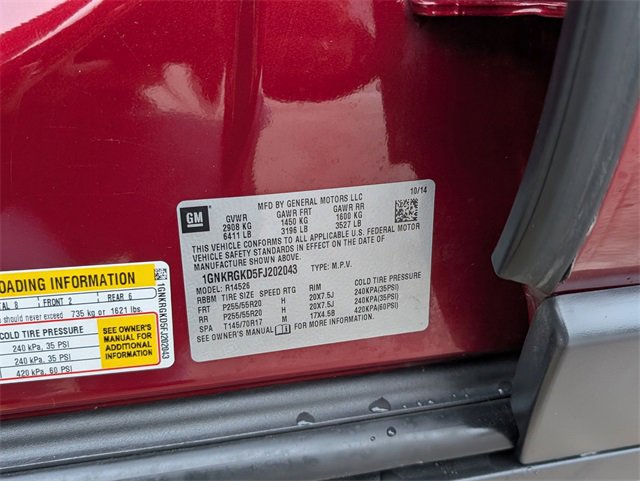 MFD BY GENERAL MOTORS LLC
10/14
GM
GVWR GAWR FRT GAWR RR
2908 KG 1450 KG 1600 KG
6411 LB 3196 LB 3527 LB
THIS VEHICLE CONFORMS TO ALL APPLICABLE U.S. FEDERAL MOTOR
VEHICLE SAFETY STANDARDS IN EFFECT ON THE DATE OF
MANUFACTURE SHOWN ABOVE.
1GNKRGKD5FJ202043 TYPE: M.P.V.
MODEL: R14526
RBBM TIRE SIZE SPEED RTG RIM COLD TIRE PRESSURE
FRT P255/55R20 H 20X7.5J 240KPA(35PSI)
RR P255/55R20 H 20X7.5J 240KPA(35PSI)
SPA T145/70R17 M 17X4.5B 420KPA(60PSI)
SEE OWNER'S MANUAL FOR MORE INFORMATION.
OADING INFORMATION
AL 8 FRONT 2 REAR 6
should never exceed 735 kg or 1621 lbs.
COLD TIRE PRESSURE
240 kPa, 35 PSI
240 kPa, 35 PSI
420 kPa, 60 PSI
SEE OWNER'S
MANUAL FOR
ADDITIONAL
INFORMATION
1GNKRGKD5FJ202043